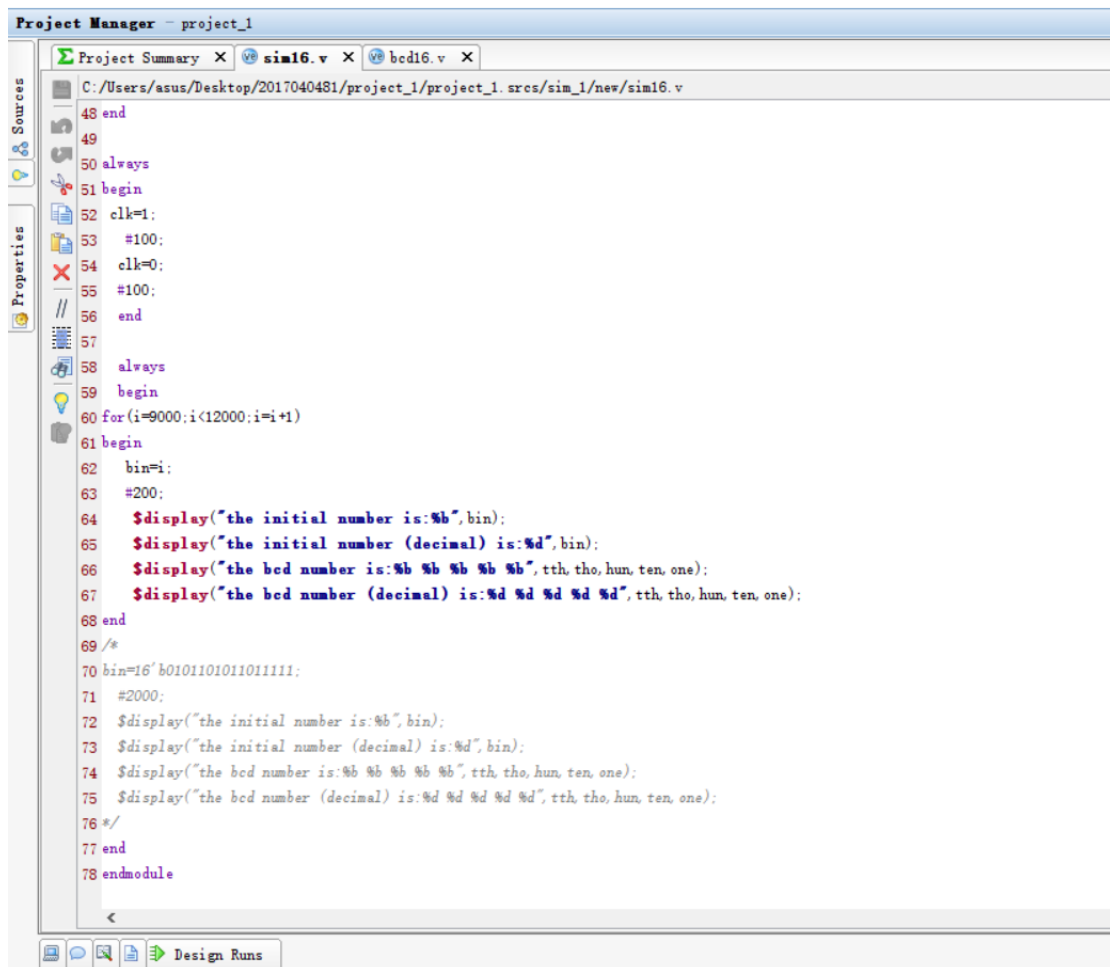 Project Manager - project_1
Project Summary X sim16.v X bcd16.v X
C:/Users/asus/Desktop/2017040481/project_1/project_1.srcs/sim_1/new/sim16.v
Sources
Properties
48 end
49
50 always
51 begin
52 clk=1;
53 #100;
54 clk=0;
55 #100;
56 end
57
58 always
59 begin
60 for(i=9000;i<12000;i=i+1)
61 begin
62 bin=i;
63 #200;
64 $display("the initial number is:%b",bin);
65 $display("the initial number (decimal) is:%d",bin);
66 $display("the bcd number is:%b %b %b %b %b",tth,tho,hun,ten,one);
67 $display("the bcd number (decimal) is:%d %d %d %d %d",tth,tho,hun,ten,one);
68 end
69 /*
70 bin=16'b0101101011011111;
71 #2000;
72 $display("the initial number is:%b",bin);
73 $display("the initial number (decimal) is:%d",bin);
74 $display("the bcd number is:%b %b %b %b %b",tth,tho,hun,ten,one);
75 $display("the bcd number (decimal) is:%d %d %d %d %d",tth,tho,hun,ten,one);
76 */
77 end
78 endmodule
Design Runs